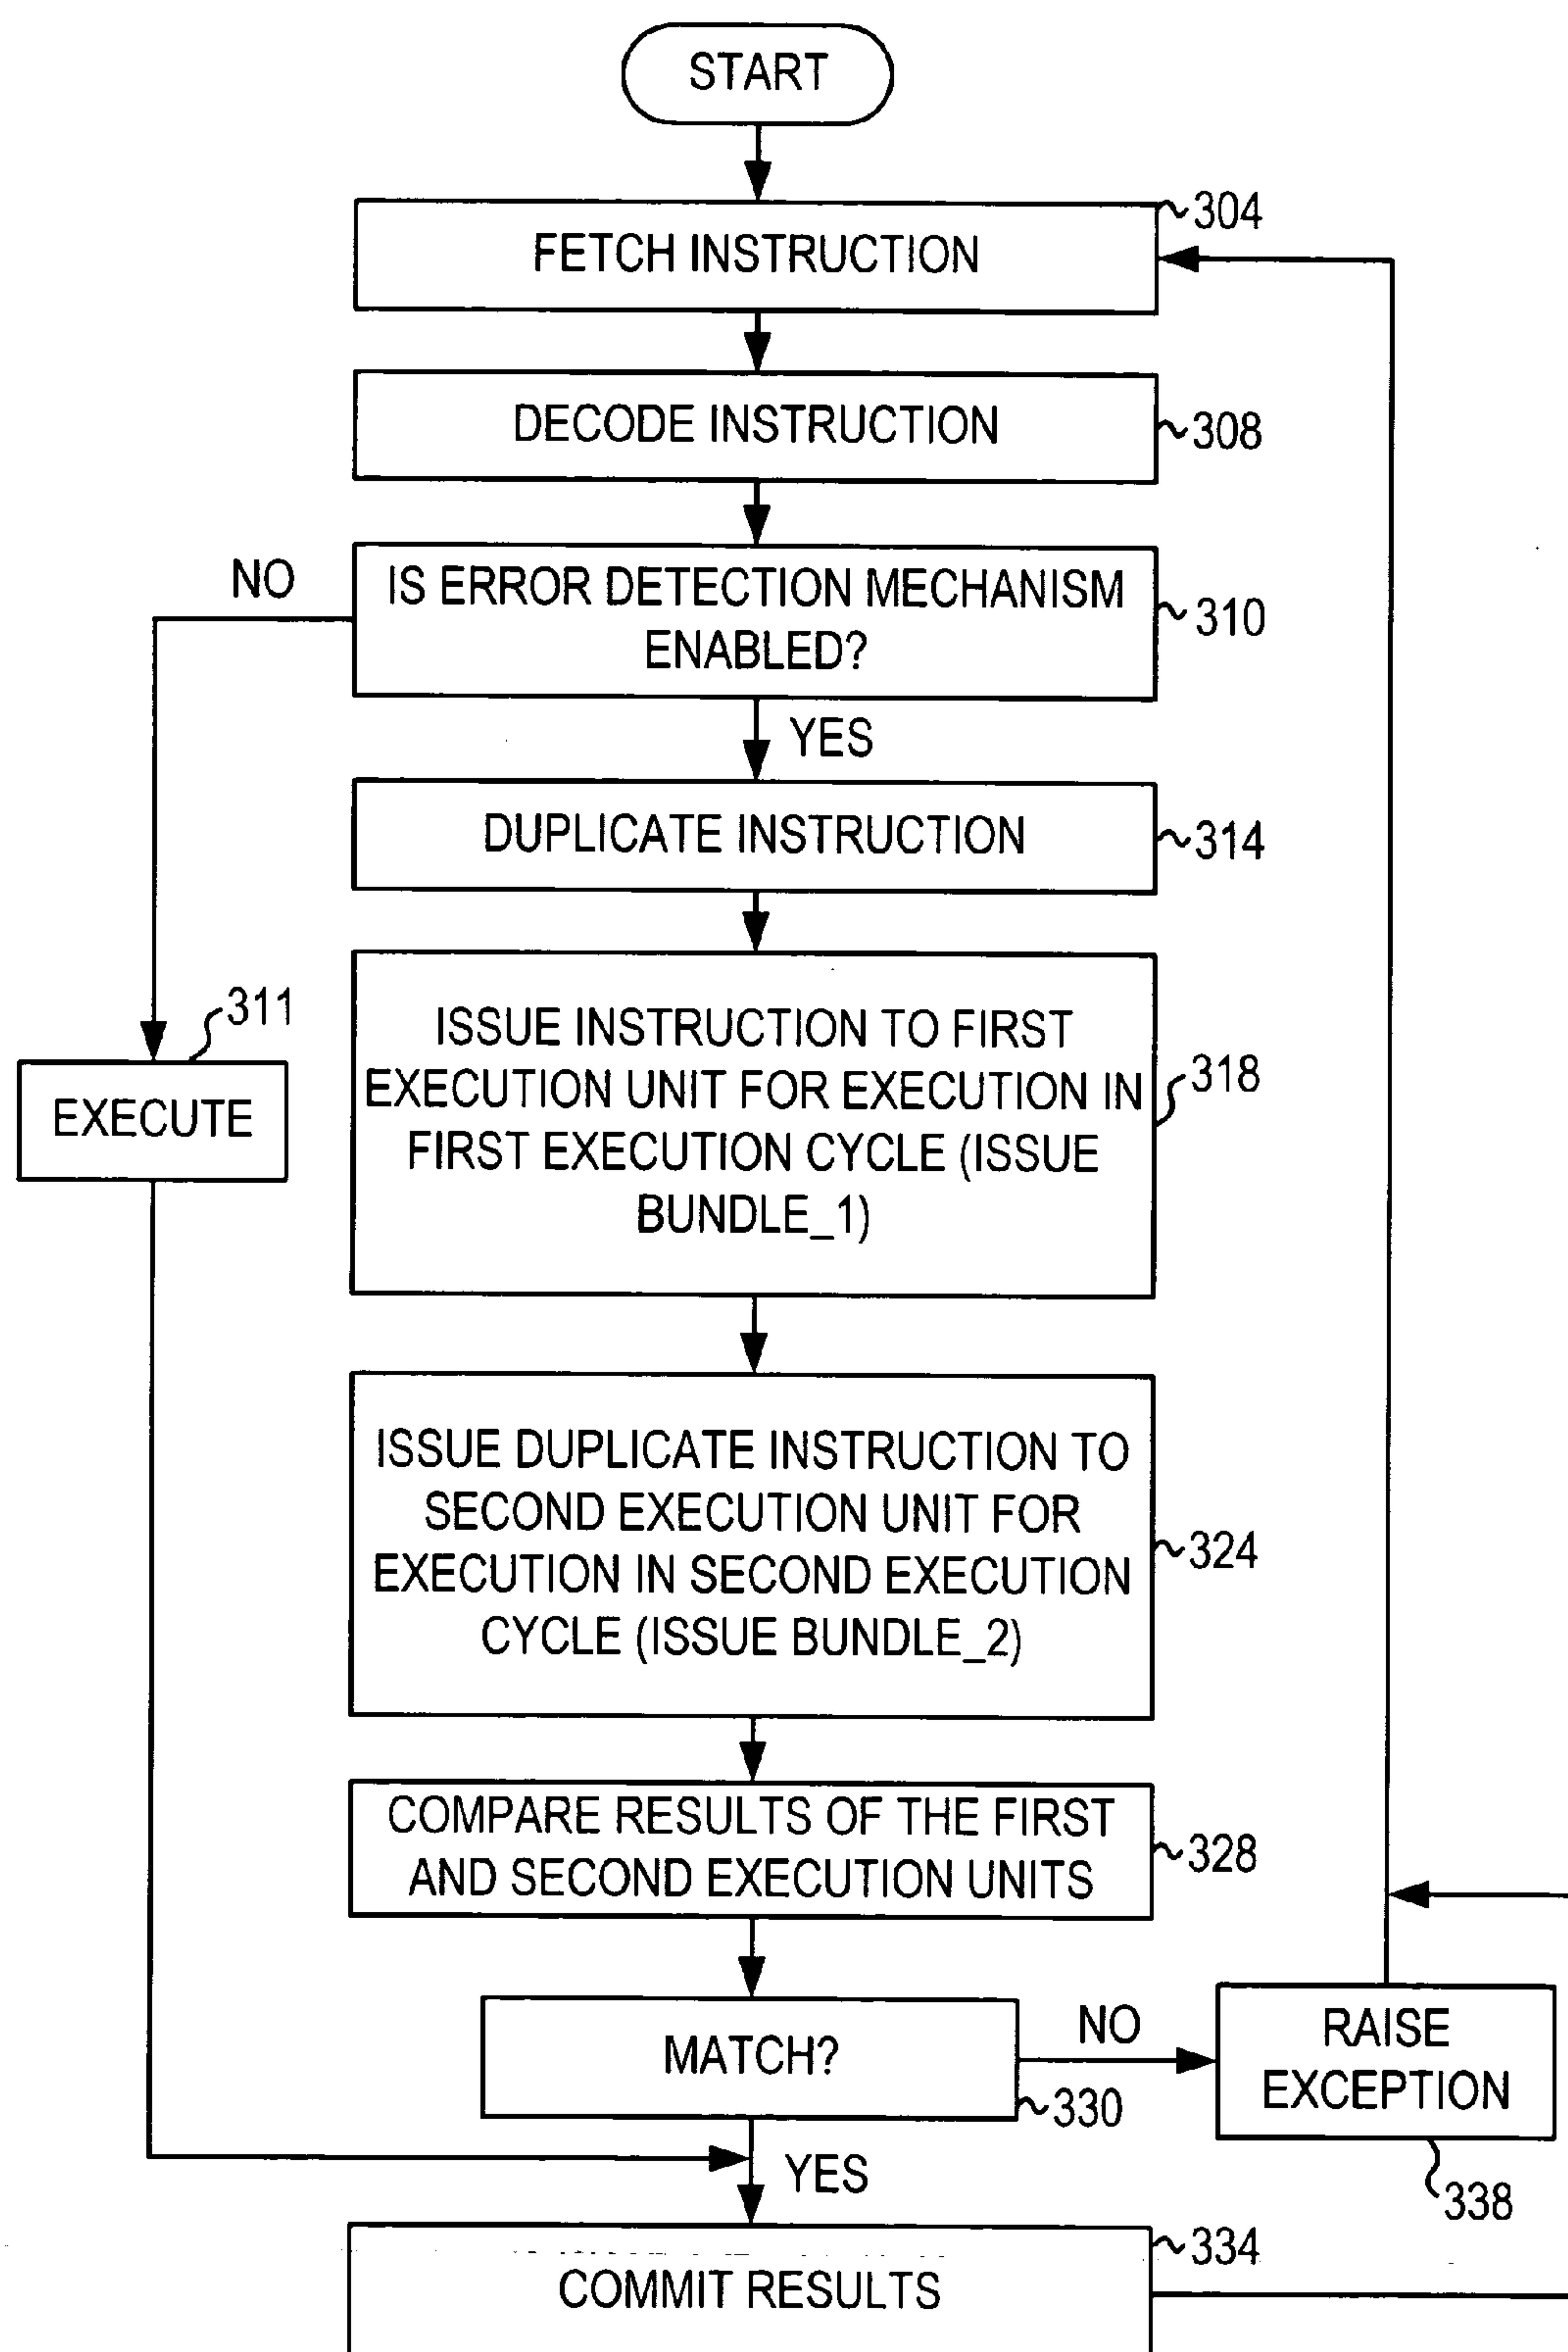 START
304
FETCH INSTRUCTION
DECODE INSTRUCTION
308
NO
IS ERROR DETECTION MECHANISM
ENABLED?
310
YES
DUPLICATE INSTRUCTION
314
311
EXECUTE
ISSUE INSTRUCTION TO FIRST
EXECUTION UNIT FOR EXECUTION IN
FIRST EXECUTION CYCLE (ISSUE
BUNDLE_1)
318
ISSUE DUPLICATE INSTRUCTION TO
SECOND EXECUTION UNIT FOR
EXECUTION IN SECOND EXECUTION
CYCLE (ISSUE BUNDLE_2)
324
COMPARE RESULTS OF THE FIRST
AND SECOND EXECUTION UNITS
328
MATCH?
330
NO
RAISE
EXCEPTION
338
YES
334
COMMIT RESULTS